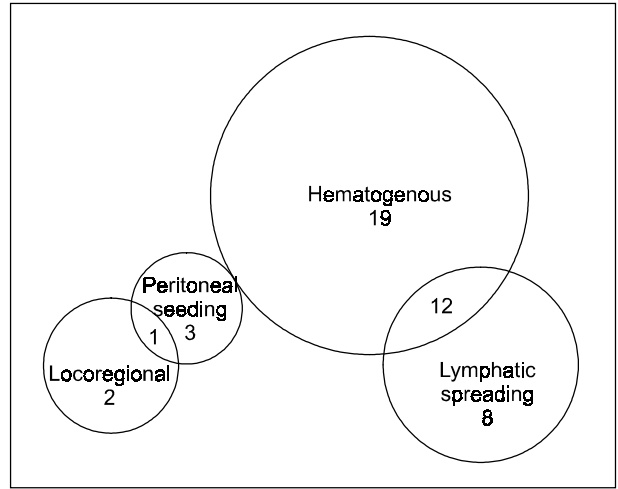 Hematogenous
19
12
Peritoneal
seeding
3
1
Locoregional
2
Lymphatic
spreading
8